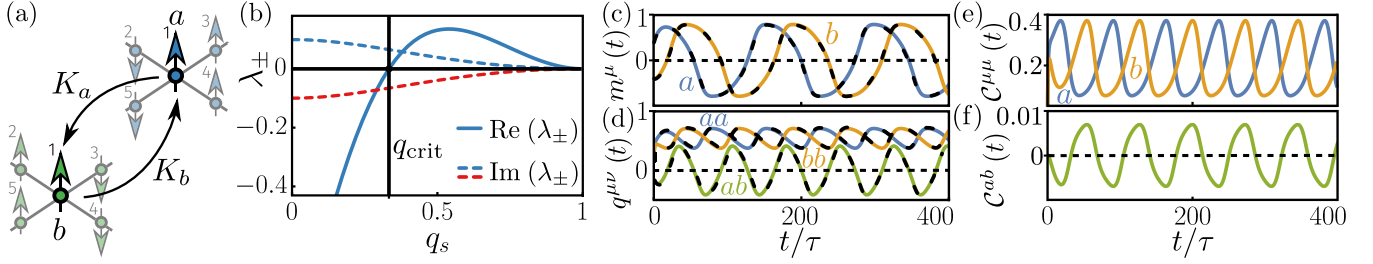 (a)
a
1
2
3
4
5
K_a
K_b
2
1
3
5
4
b
(b)
λ±
0
−0.2
−0.4
q_crit
Re (λ±)
Im (λ±)
0
0.5
1
q_s
(c)
m^μ (t)
1
0
a
b
(d)
q^{μν} (t)
1
0
aa
bb
ab
0
200
400
t/τ
(e)
C^{μμ} (t)
0.4
0.2
a
b
(f)
C^{ab} (t)
0.01
0
0
200
400
t/τ